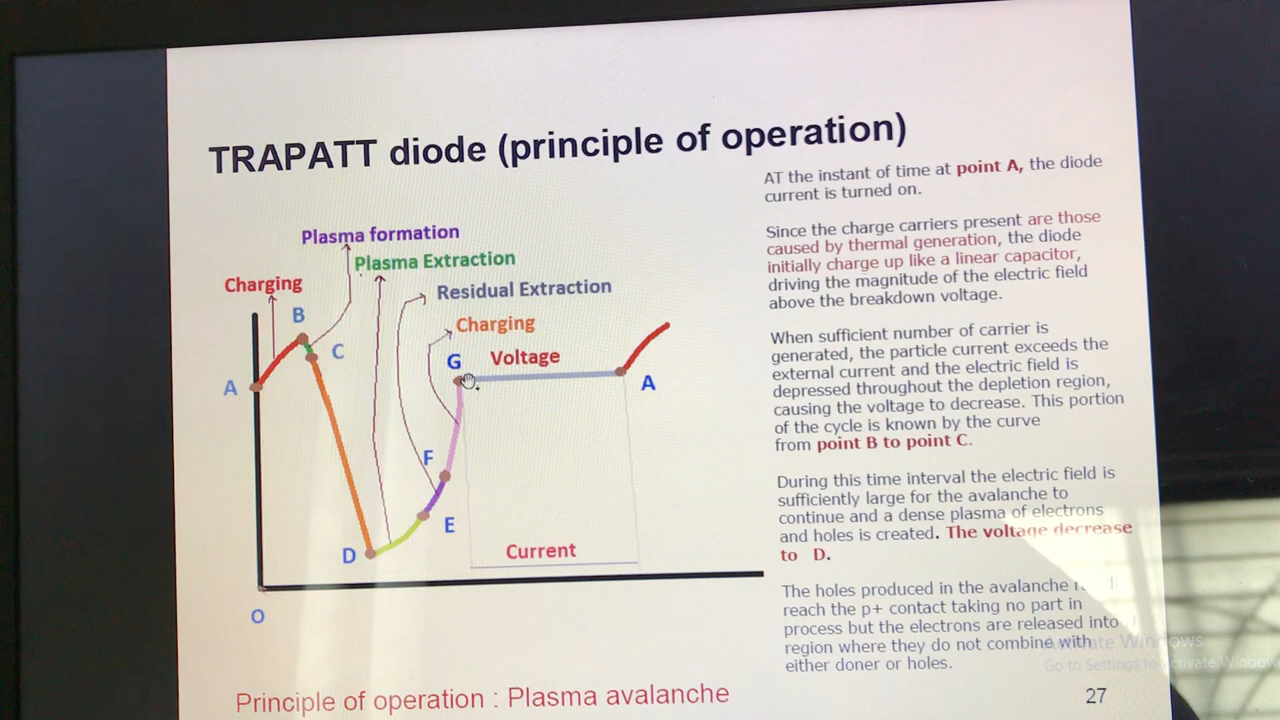 TRAPATT diode (principle of operation)
Plasma formation
Plasma Extraction
Charging
Residual Extraction
B
Charging
C
G
Voltage
A
A
F
E
D
Current
O
AT the instant of time at point A, the diode
current is turned on.
Since the charge carriers present are those
caused by thermal generation, the diode
initially charge up like a linear capacitor,
driving the magnitude of the electric field
above the breakdown voltage.
When sufficient number of carrier is
generated, the particle current exceeds the
external current and the electric field is
depressed throughout the depletion region,
causing the voltage to decrease. This portion
of the cycle is known by the curve
from point B to point C.
During this time interval the electric field is
sufficiently large for the avalanche to
continue and a dense plasma of electrons
and holes is created. The voltage decrease
to D.
The holes produced in the avalanche
reach the p+ contact taking no part in
process but the electrons are released into
region where they do not combine with
either doner or holes.
Activate Windows
Go to Settings to activate Windows
Principle of operation : Plasma avalanche
27